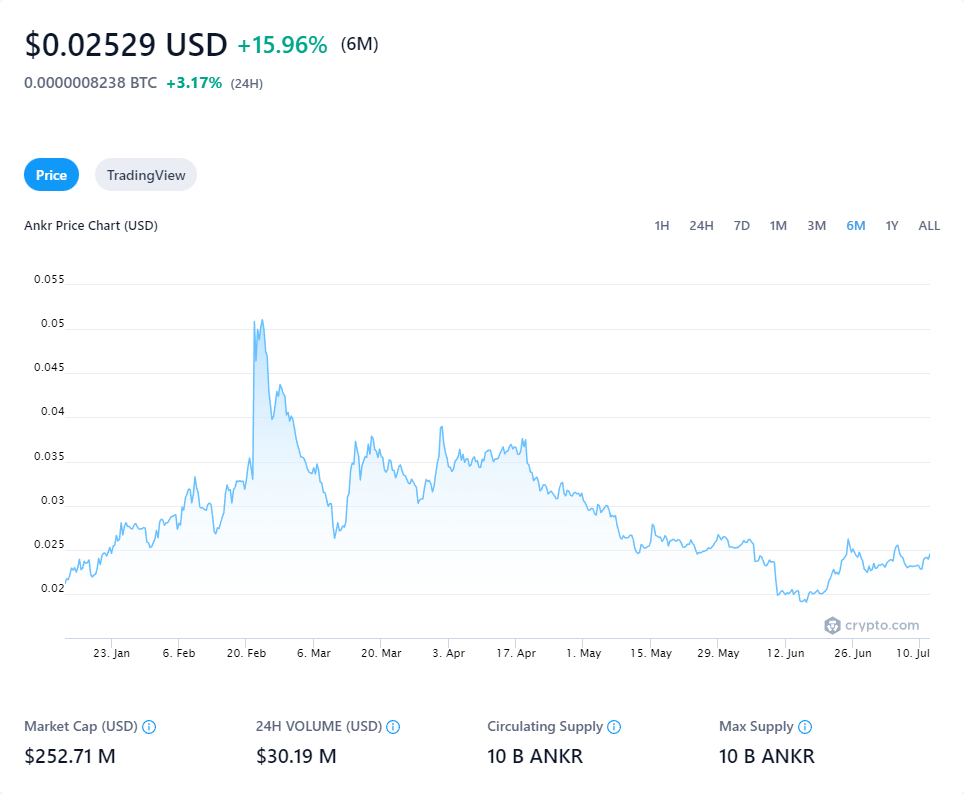 $0.02529 USD +15.96% (6M)
0.0000008238 BTC +3.17% (24H)
Price TradingView
Ankr Price Chart (USD) 1H 24H 7D 1M 3M 6M 1Y ALL
0.055
0.05
0.045
0.04
0.035
0.03
0.025
0.02
crypto.com
23. Jan 6. Feb 20. Feb 6. Mar 20. Mar 3. Apr 17. Apr 1. May 15. May 29. May 12. Jun 26. Jun 10. Jul
Market Cap (USD) 24H VOLUME (USD) Circulating Supply Max Supply
$252.71 M $30.19 M 10 B ANKR 10 B ANKR